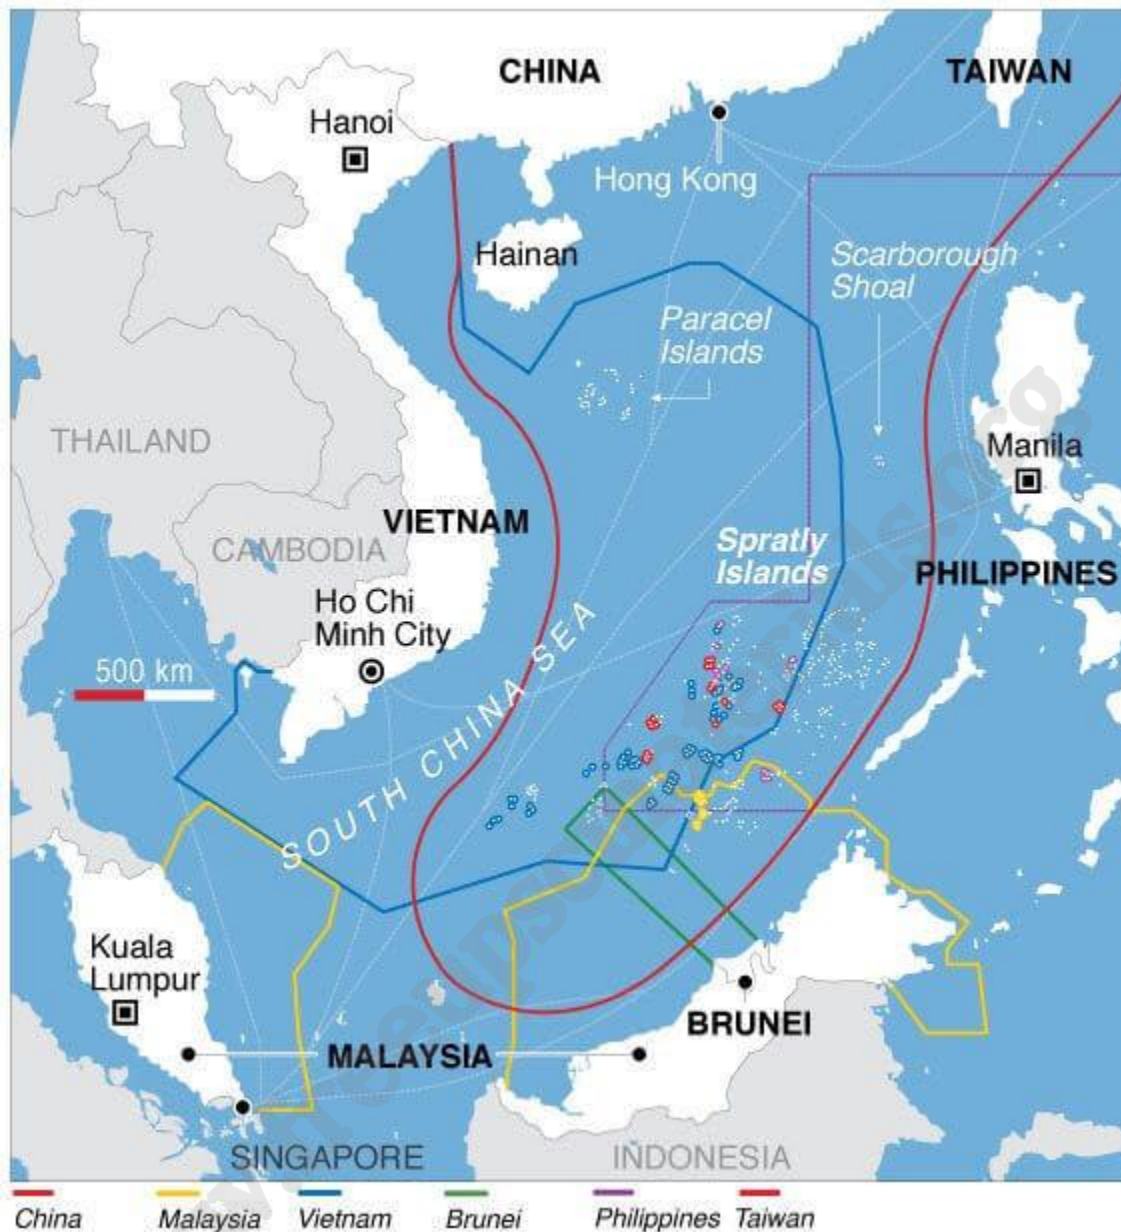 CHINA
TAIWAN
Hanoi
Hong Kong
Hainan
Scarborough
Shoal
Paracel
Islands
THAILAND
Manila
VIETNAM
CAMBODIA
Spratly
Islands
PHILIPPINES
Ho Chi
Minh City
500 km
SOUTH CHINA SEA
Kuala
Lumpur
BRUNEI
MALAYSIA
SINGAPORE
INDONESIA
China
Malaysia
Vietnam
Brunei
Philippines
Taiwan